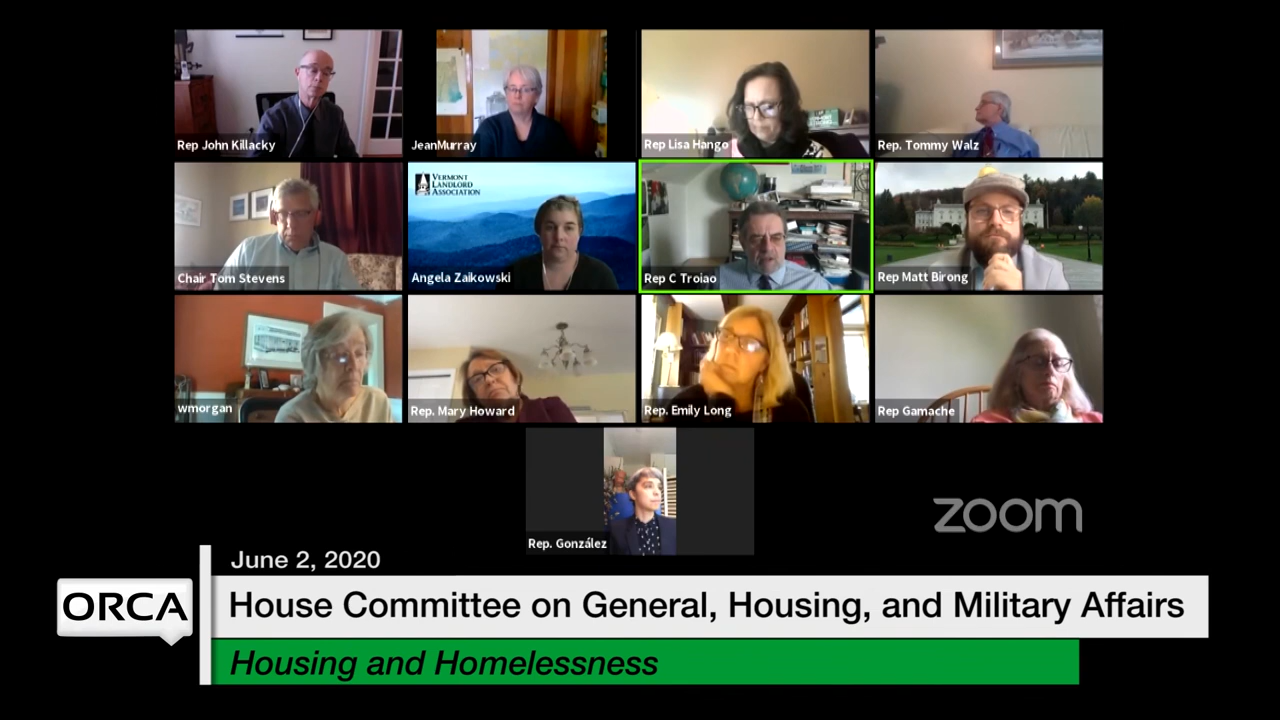 Rep John Killacky
JeanMurray
Rep Lisa Hango
Rep. Tommy Walz
Chair Tom Stevens
VERMONT
LANDLORD
ASSOCIATION
Angela Zaikowski
Rep C Troiao
Rep Matt Birong
wmorgan
Rep. Mary Howard
Rep. Emily Long
Rep Gamache
Rep. González
zoom
June 2, 2020
ORCA
House Committee on General, Housing, and Military Affairs
Housing and Homelessness